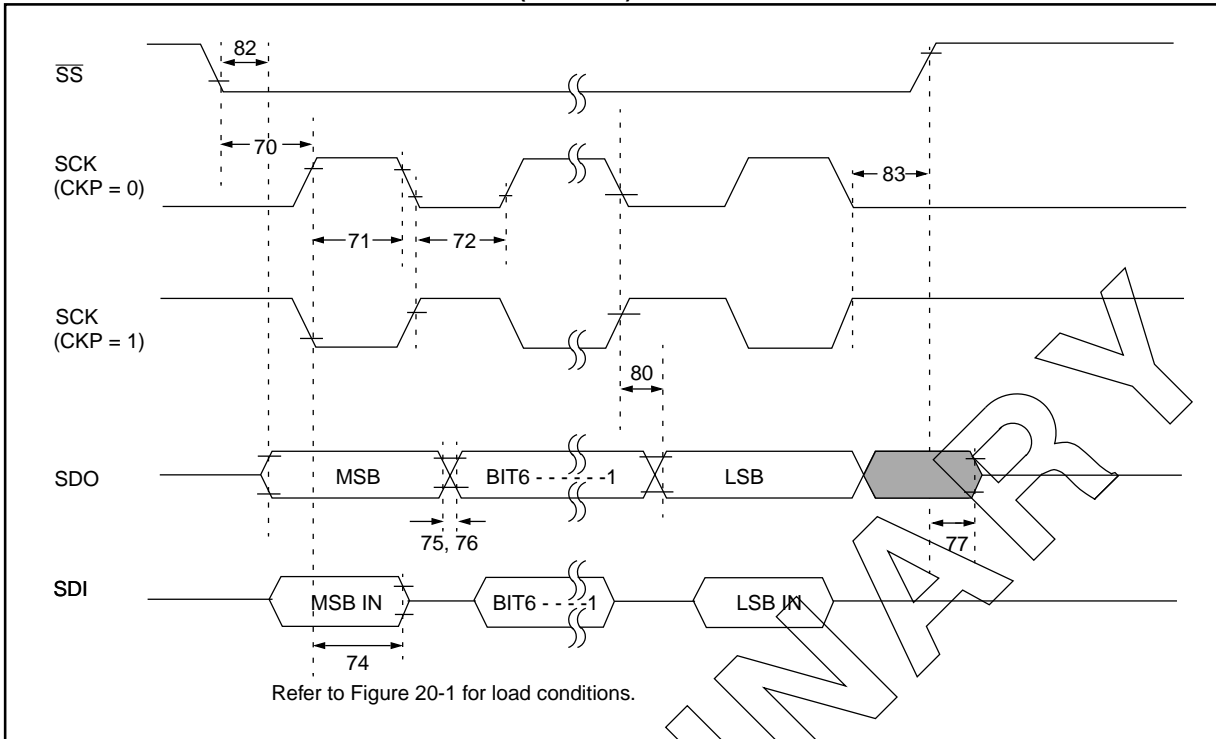 82
SS
70
SCK
(CKP = 0)
83
71
72
SCK
(CKP = 1)
80
SDO
MSB
BIT6 - - - - - -1
LSB
75, 76
77
SDI
MSB IN
BIT6 - - - -1
LSB IN
74
Refer to Figure 20-1 for load conditions.
INARY